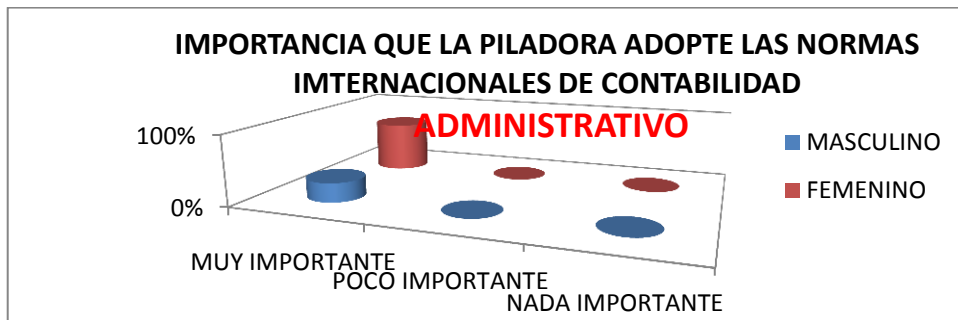 IMPORTANCIA QUE LA PILADORA ADOPTE LAS NORMAS
IMTERNACIONALES DE CONTABILIDAD
ADMINISTRATIVO
100%
0%
MUY IMPORTANTE
POCO IMPORTANTE
NADA IMPORTANTE
MASCULINO
FEMENINO